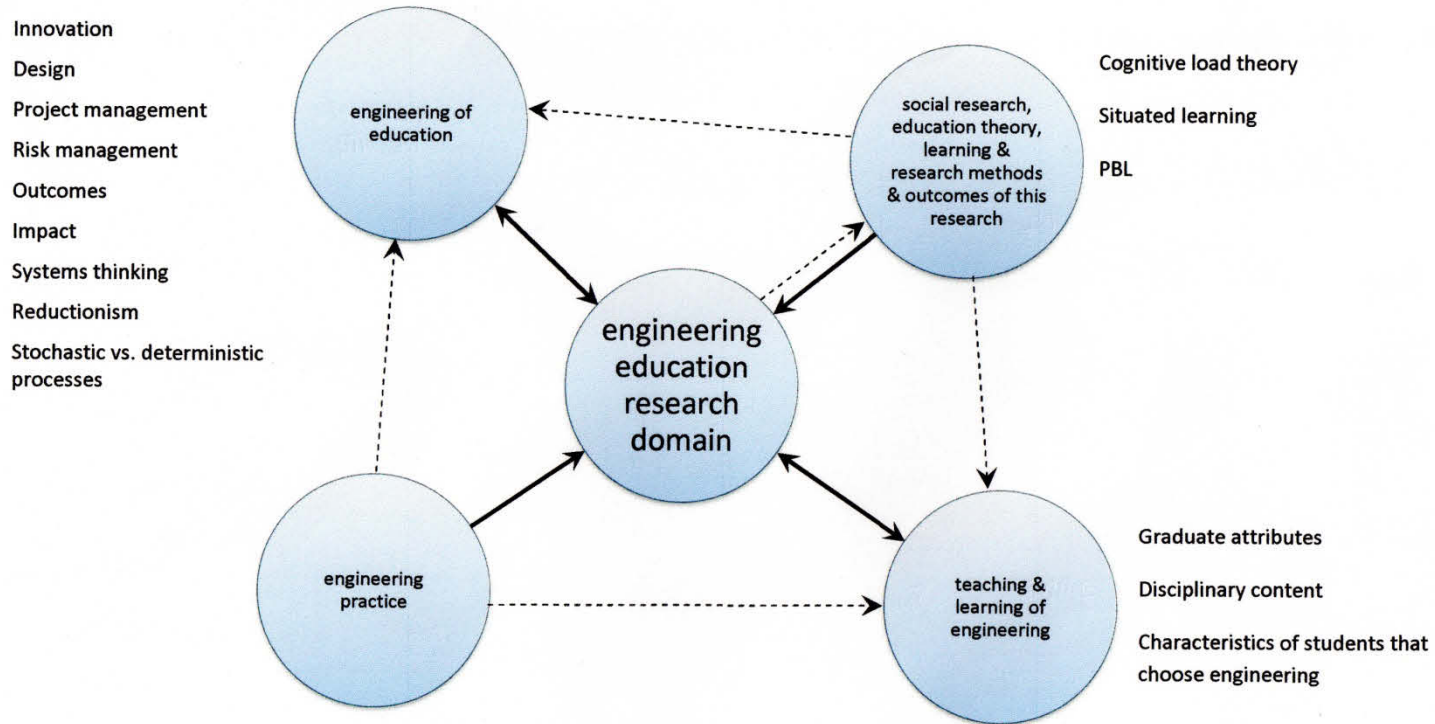 Innovation
Design
Project management
Risk management
Outcomes
Impact
Systems thinking
Reductionism
Stochastic vs. deterministic
processes
engineering of
education
social research,
education theory,
learning &
research methods
& outcomes of this
research
Cognitive load theory
Situated learning
PBL
engineering
education
research
domain
engineering
practice
teaching &
learning of
engineering
Graduate attributes
Disciplinary content
Characteristics of students that
choose engineering